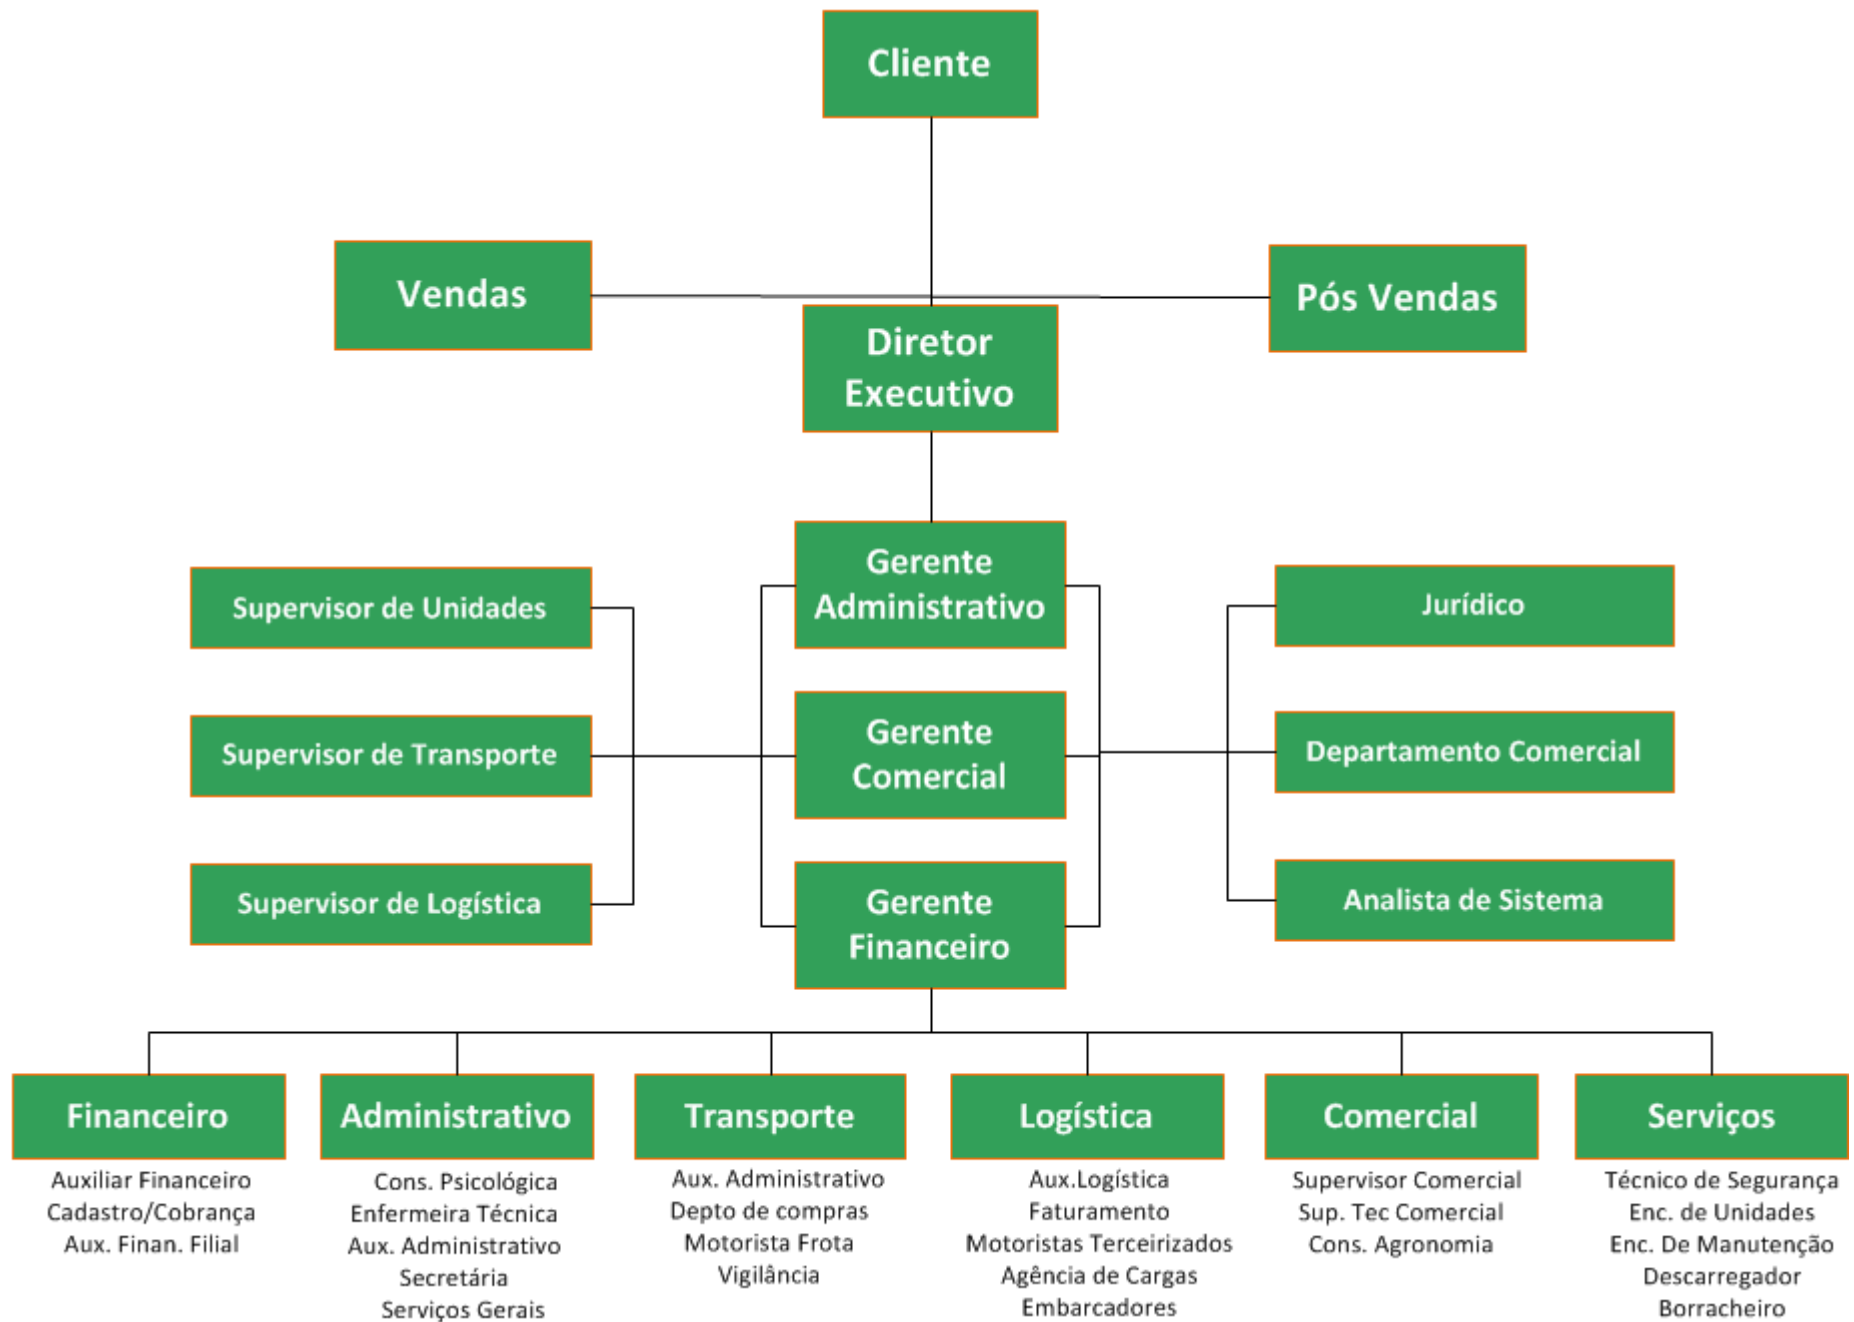 Cliente
Vendas
Pós Vendas
Diretor
Executivo
Gerente
Administrativo
Supervisor de Unidades
Jurídico
Gerente
Comercial
Supervisor de Transporte
Departamento Comercial
Gerente
Financeiro
Supervisor de Logística
Analista de Sistema
Financeiro
Auxiliar Financeiro
Cadastro/Cobrança
Aux. Finan. Filial
Administrativo
Cons. Psicológica
Enfermeira Técnica
Aux. Administrativo
Secretária
Serviços Gerais
Transporte
Aux. Administrativo
Depto de compras
Motorista Frota
Vigilância
Logística
Aux.Logística
Faturamento
Motoristas Terceirizados
Agência de Cargas
Embarcadores
Comercial
Supervisor Comercial
Sup. Tec Comercial
Cons. Agronomia
Serviços
Técnico de Segurança
Enc. de Unidades
Enc. De Manutenção
Descarregador
Borracheiro